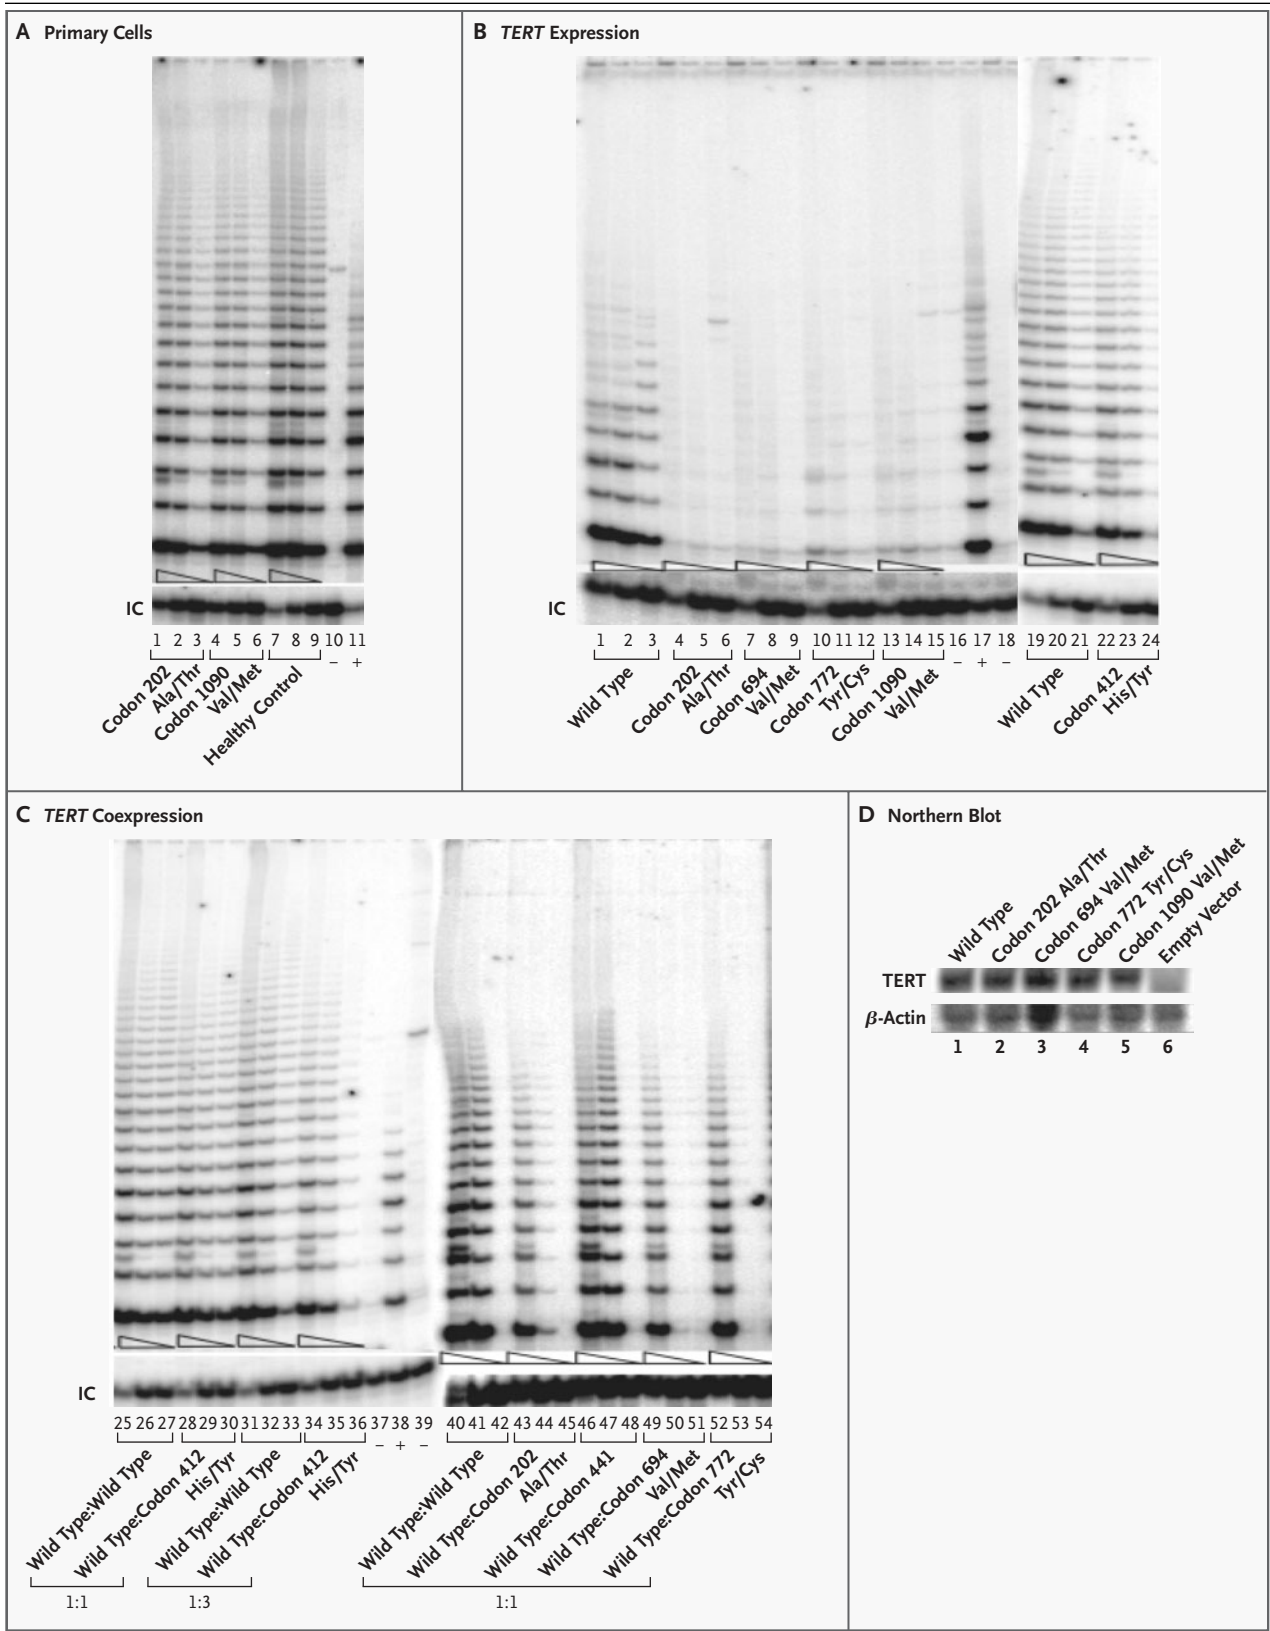 A Primary Cells
IC
1 2 3 4 5 6 7 8 9 10 11
– +
Codon 202
Ala/Thr
Codon 1090
Val/Met
Healthy Control
B TERT Expression
IC
1 2 3 4 5 6 7 8 9 10 11 12 13 14 15 16 17 18 19 20 21 22 23 24
– + –
Wild Type
Codon 202
Ala/Thr
Codon 694
Val/Met
Codon 772
Tyr/Cys
Codon 1090
Val/Met
Wild Type
Codon 412
His/Tyr
C TERT Coexpression
IC
25 26 27 28 29 30 31 32 33 34 35 36 37 38 39 40 41 42 43 44 45 46 47 48 49 50 51 52 53 54
– + –
Wild Type:Wild Type
Wild Type:Codon 412
His/Tyr
Wild Type:Wild Type
Wild Type:Codon 412
His/Tyr
Wild Type:Wild Type
Wild Type:Codon 202
Ala/Thr
Wild Type:Codon 441
Wild Type:Codon 694
Val/Met
Wild Type:Codon 772
Tyr/Cys
1:1 1:3 1:1
D Northern Blot
Wild Type
Codon 202 Ala/Thr
Codon 694 Val/Met
Codon 772 Tyr/Cys
Codon 1090 Val/Met
Empty Vector
TERT
β-Actin
1 2 3 4 5 6